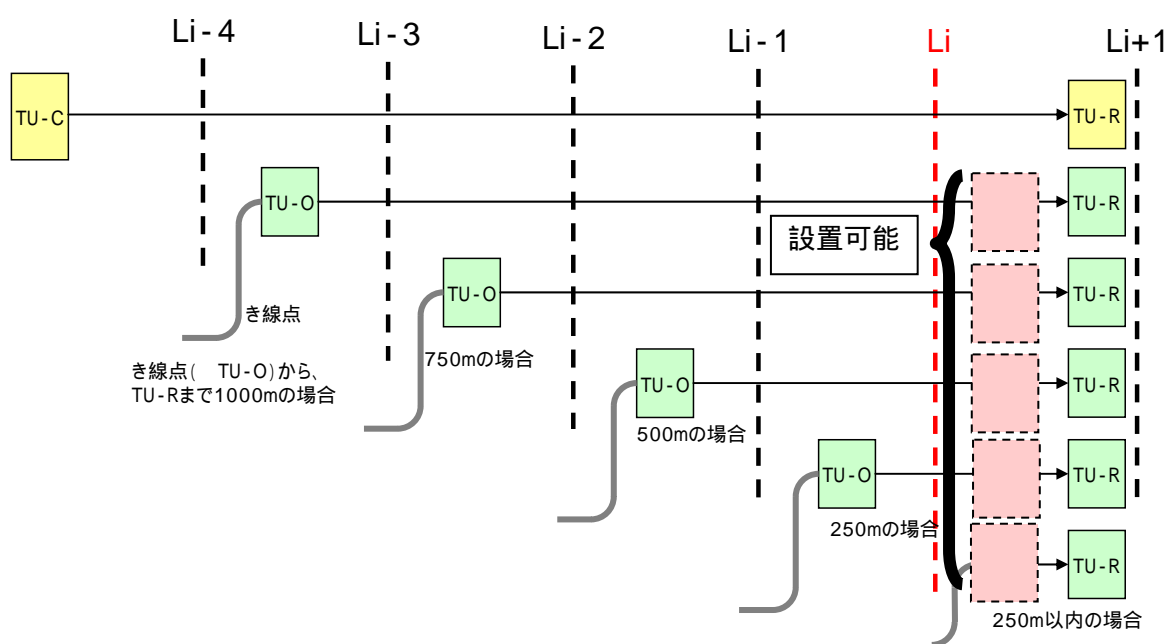 Li-4
Li-3
Li-2
Li-1
Li
Li+1
TU-C
TU-R
TU-O
TU-R
設置可能
き線点
TU-O
TU-R
き線点( TU-O)から、
TU-Rまで1000mの場合
750mの場合
TU-O
TU-R
500mの場合
TU-O
TU-R
250mの場合
TU-R
250m以内の場合